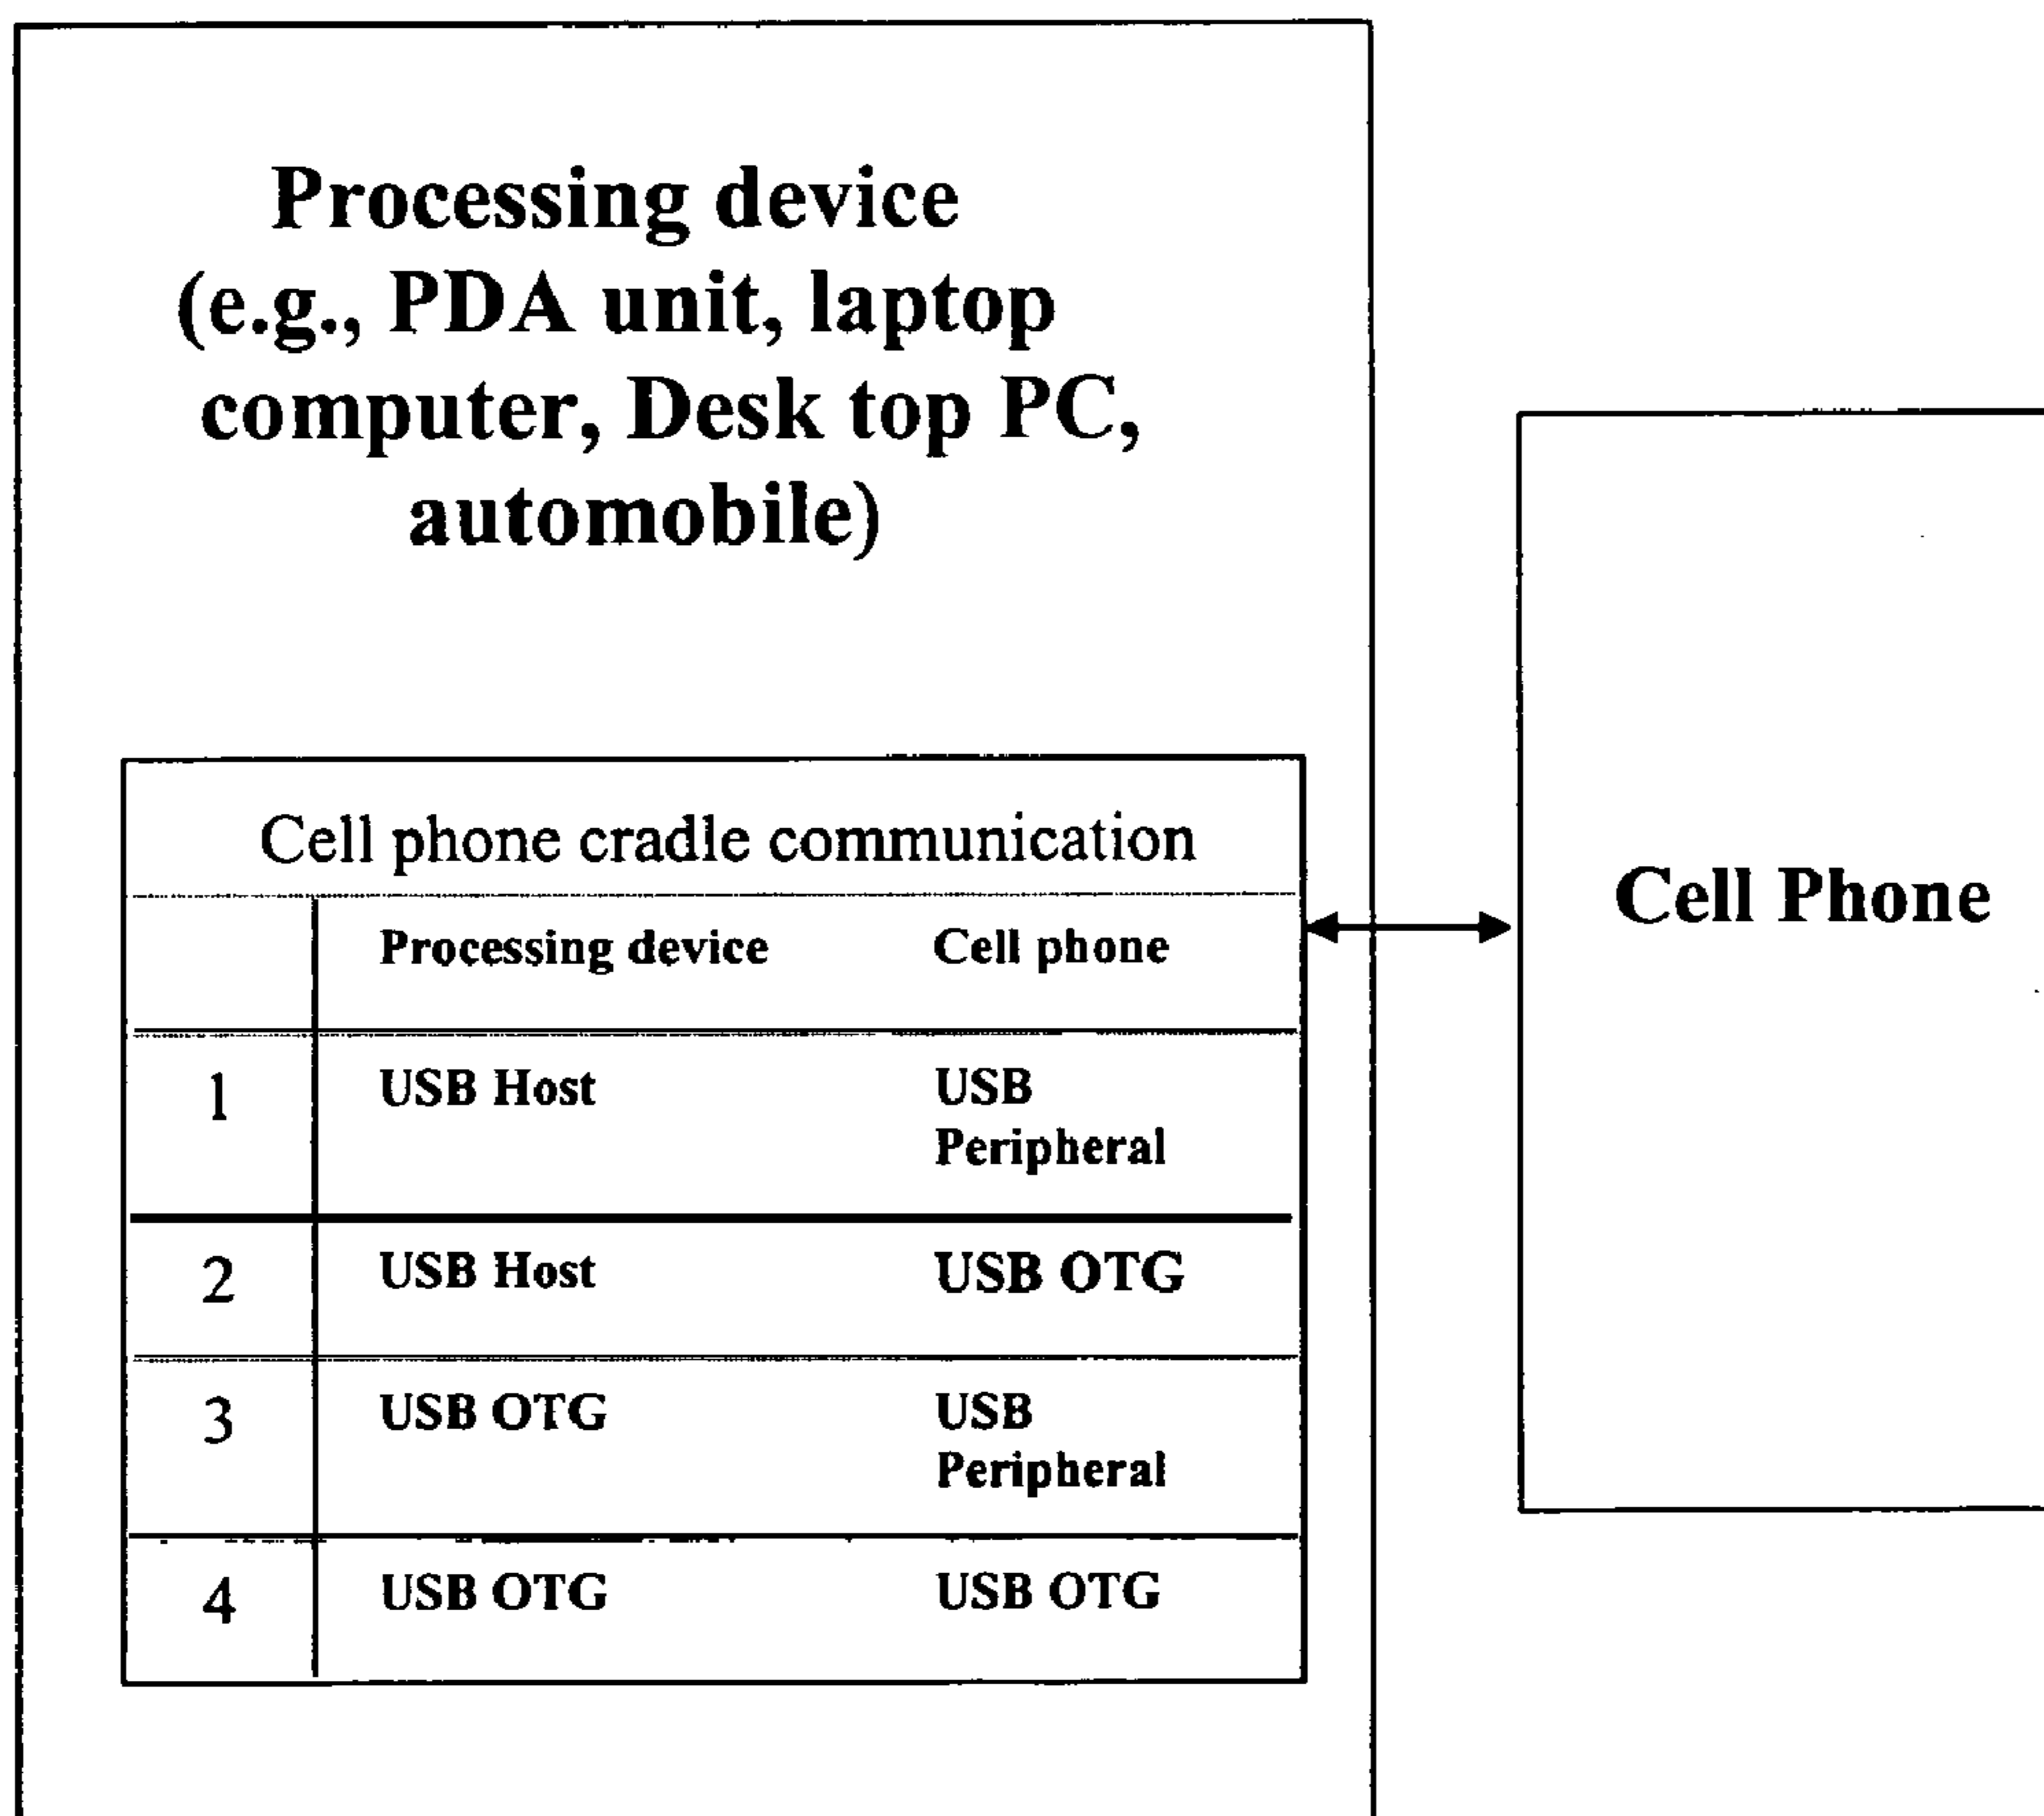 Processing device
(e.g., PDA unit, laptop
computer, Desk top PC,
automobile)
Cell phone cradle communication
Processing device Cell phone
1 USB Host USB
Peripheral
2 USB Host USB OTG
3 USB OTG USB
Peripheral
4 USB OTG USB OTG
Cell Phone